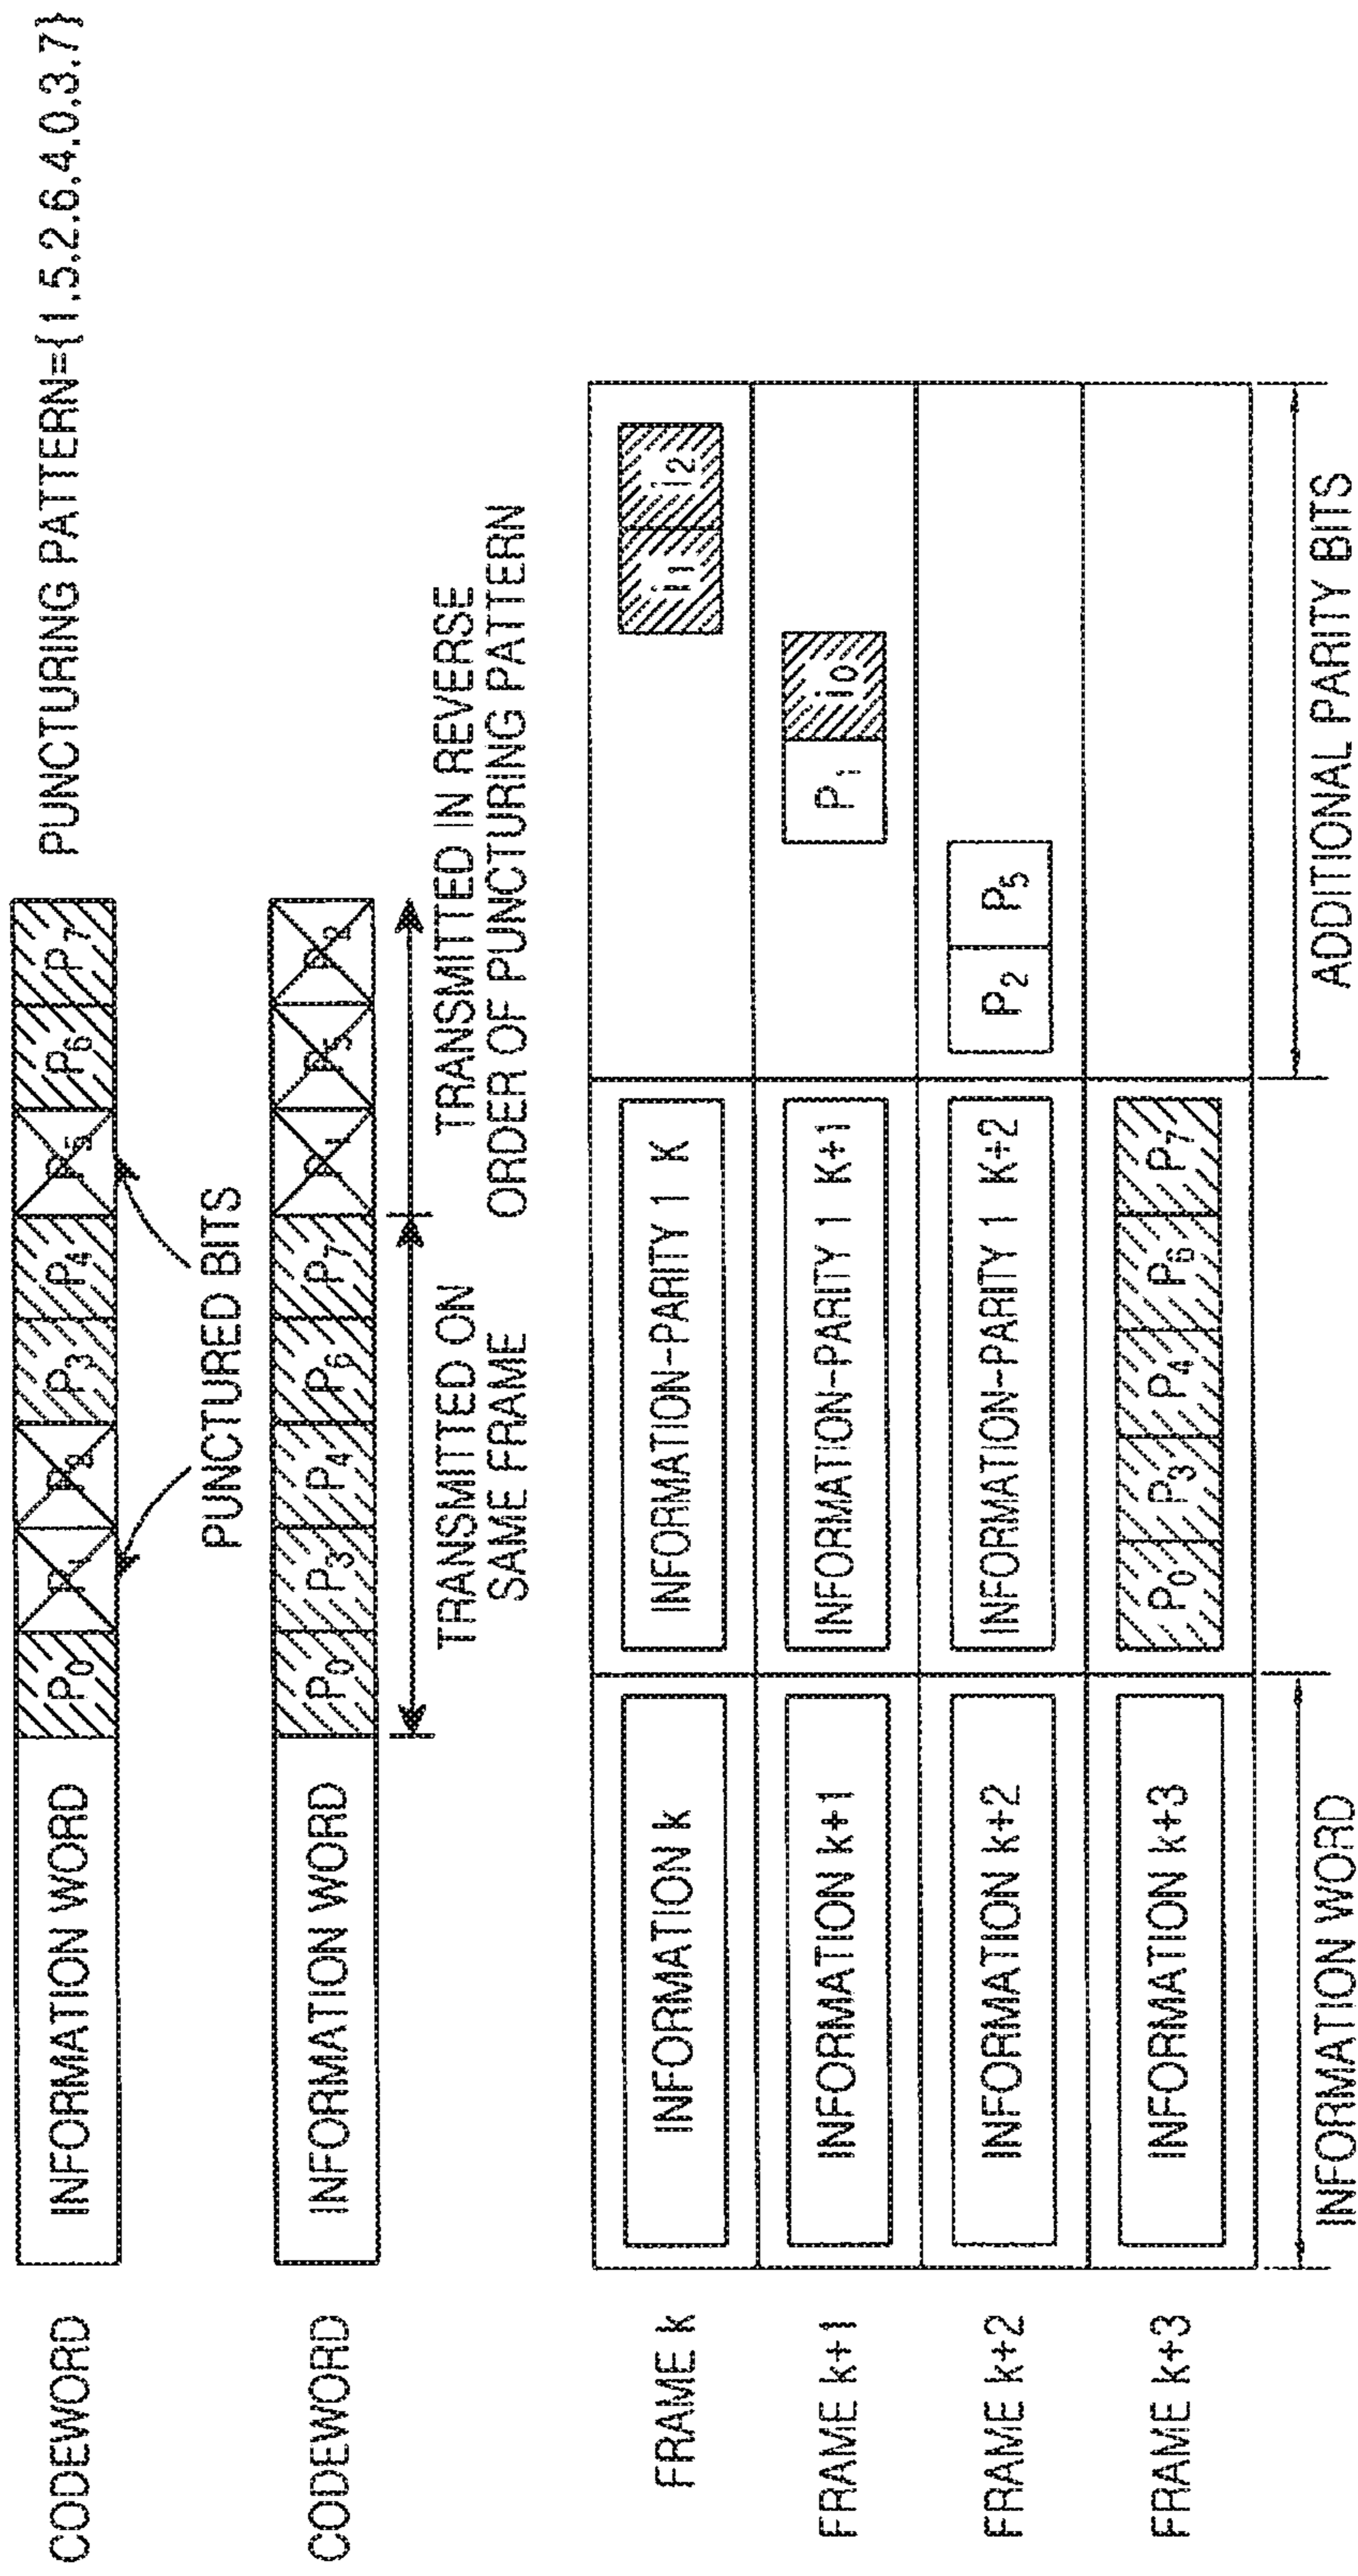 CODEWORD INFORMATION WORD P0 P1 P2 P3 P4 P5 P6 P7 PUNCTURING PATTERN={1,5,2,6,4,0,3,7}
PUNCTURED BITS
CODEWORD INFORMATION WORD P0 P3 P4 P6 P7 P1 P5 P2
TRANSMITTED ON
SAME FRAME
TRANSMITTED IN REVERSE
ORDER OF PUNCTURING PATTERN
FRAME k INFORMATION k INFORMATION-PARITY 1 K i1 i2
FRAME k+1 INFORMATION k+1 INFORMATION-PARITY 1 K+1 P1 i0
FRAME k+2 INFORMATION k+2 INFORMATION-PARITY 1 K+2 P2 P5
FRAME k+3 INFORMATION k+3 P0 P3 P4 P6 P7
INFORMATION WORD ADDITIONAL PARITY BITS